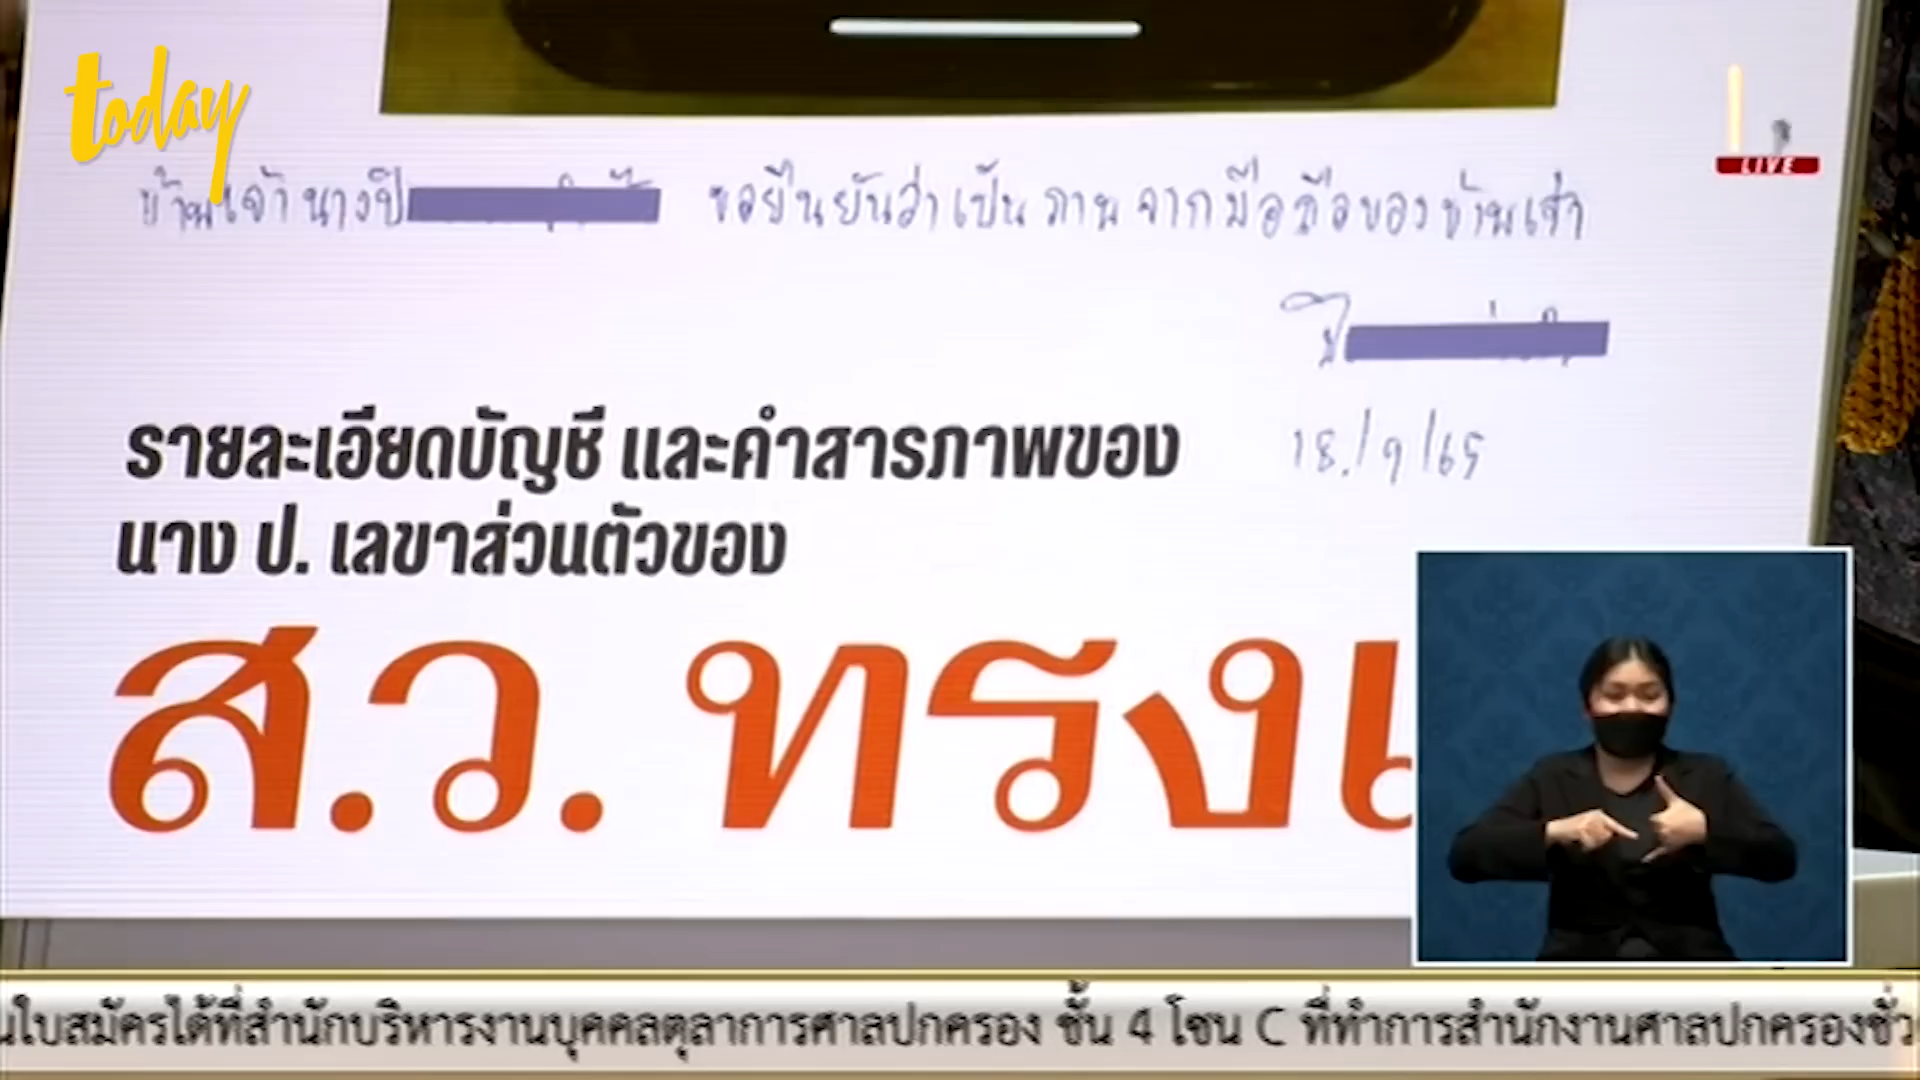 today
LIVE
ข้าพเจ้า นางปิ ขอยืนยันว่าเป็น ภาพ จากมือถือของข้าพเจ้า
ปิ
18./9/65
รายละเอียดบัญชี และคำสารภาพของ
นาง ป. เลขาส่วนตัวของ
ส.ว. ทรงเ
นใบสมัครได้ที่สำนักบริหารงานบุคคลตุลาการศาลปกครอง ชั้น 4 โซน C ที่ทำการสำนักงานศาลปกครองชั่ว